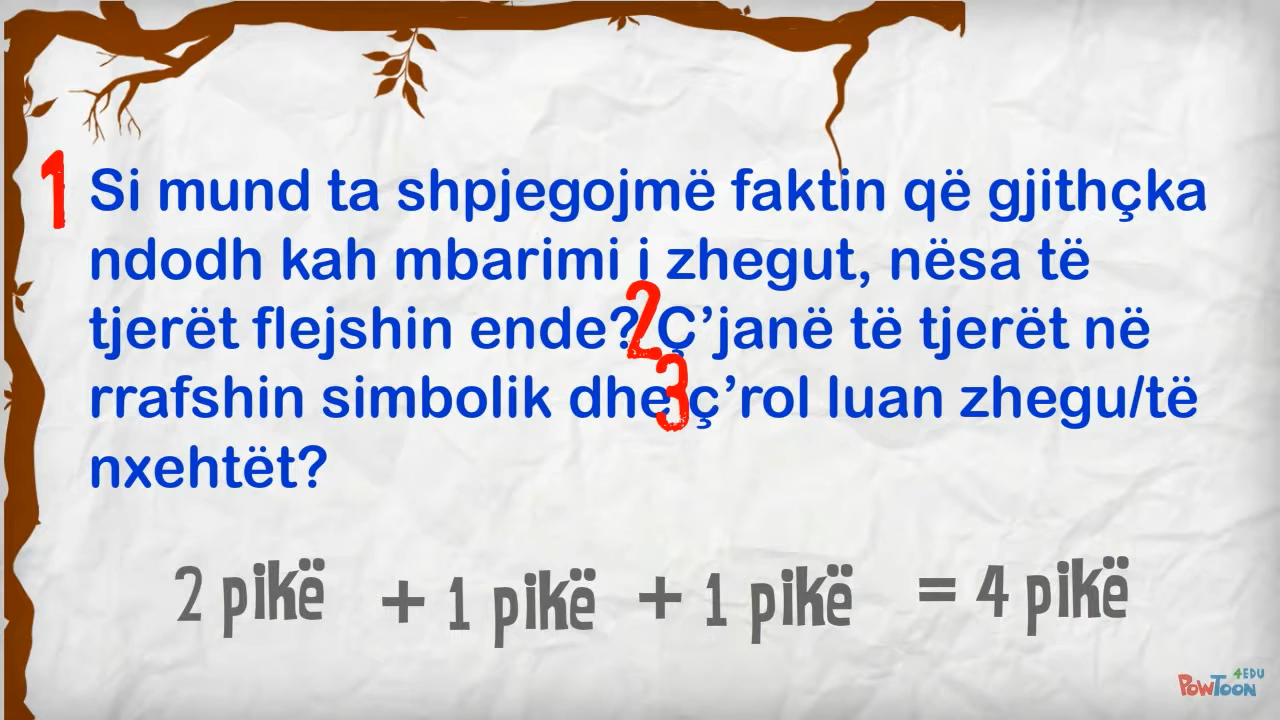 1 Si mund ta shpjegojmë faktin që gjithçka
ndodh kah mbarimi i zhegut, nësa të
tjerët flejshin ende? 2 Ç’janë të tjerët në
rrafshin simbolik dhe 3 ç’rol luan zhegu/të
nxehtët?
2 pikë + 1 pikë + 1 pikë = 4 pikë
4EDU
POWTOON